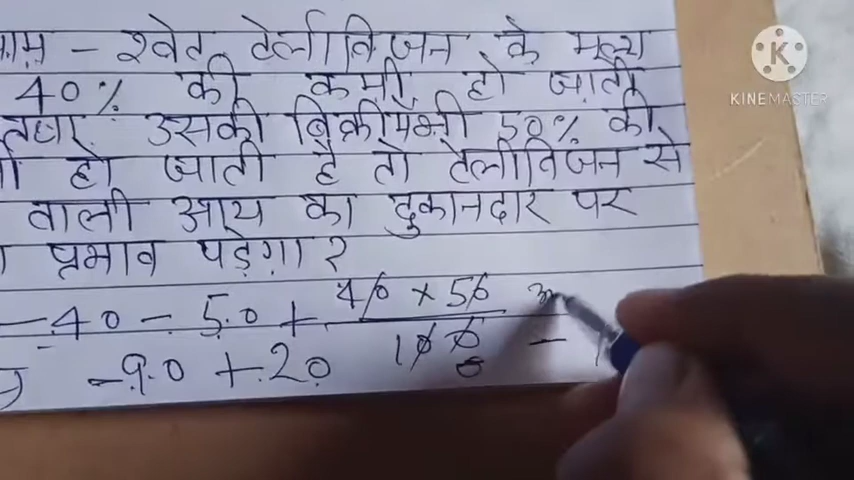 श्याम - श्वेत टेलीविजन के मूल्य
40% की कमी हो जाती
तथा उसकी बिक्री में भी 50% की
हो जाती है तो टेलीविजन से
वाली आय का दुकानदार पर
प्रभाव पड़ेगा ?
- 40 - 50 + 40 × 50
100
- 90 + 20
KINEMASTER